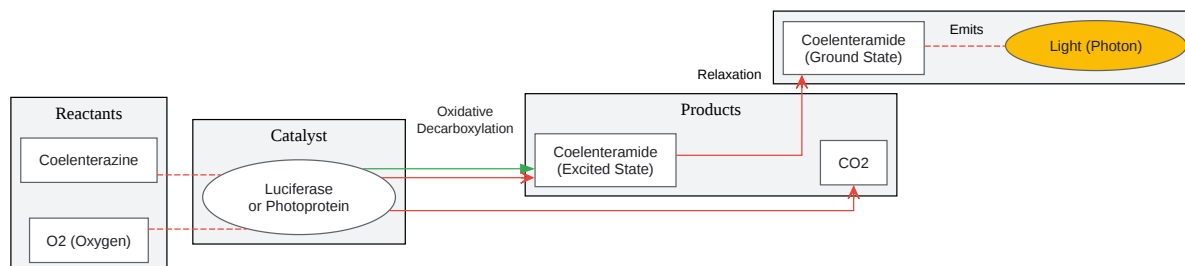 Reactants
Coelenterazine
O2 (Oxygen)
Catalyst
Luciferase
or Photoprotein
Oxidative
Decarboxylation
Products
Coelenteramide
(Excited State)
CO2
Relaxation
Coelenteramide
(Ground State)
Emits
Light (Photon)